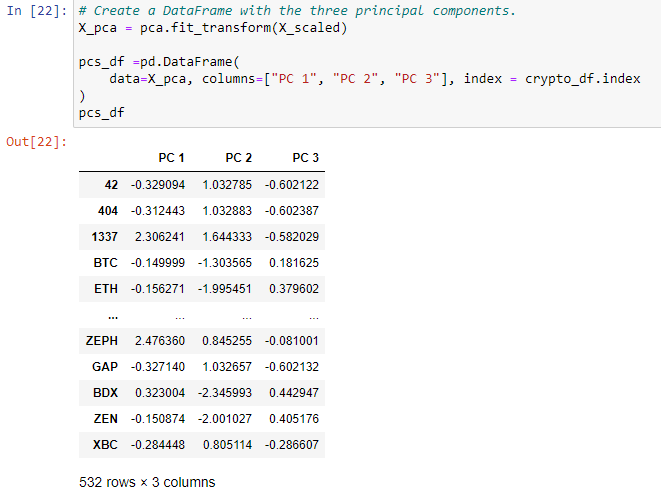 In [22]: # Create a DataFrame with the three principal components.
X_pca = pca.fit_transform(X_scaled)
pcs_df =pd.DataFrame(
data=X_pca, columns=["PC 1", "PC 2", "PC 3"], index = crypto_df.index
)
pcs_df
Out[22]:
PC 1 PC 2 PC 3
42 -0.329094 1.032785 -0.602122
404 -0.312443 1.032883 -0.602387
1337 2.306241 1.644333 -0.582029
BTC -0.149999 -1.303565 0.181625
ETH -0.156271 -1.995451 0.379602
... ... ... ...
ZEPH 2.476360 0.845255 -0.081001
GAP -0.327140 1.032657 -0.602132
BDX 0.323004 -2.345993 0.442947
ZEN -0.150874 -2.001027 0.405176
XBC -0.284448 0.805114 -0.286607
532 rows × 3 columns